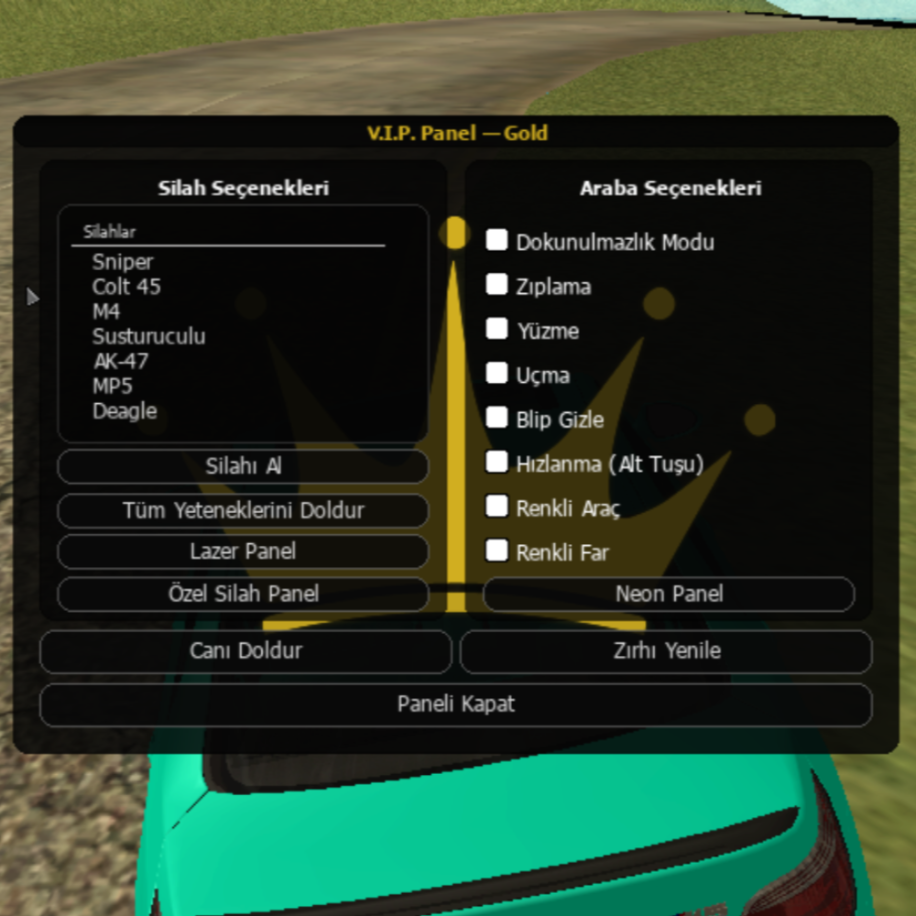 V.I.P. Panel — Gold
Silah Seçenekleri
Silahlar
Sniper
Colt 45
M4
Susturuculu
AK-47
MP5
Deagle
Silahı Al
Tüm Yeteneklerini Doldur
Lazer Panel
Özel Silah Panel
Araba Seçenekleri
Dokunulmazlık Modu
Zıplama
Yüzme
Uçma
Blip Gizle
Hızlanma (Alt Tuşu)
Renkli Araç
Renkli Far
Neon Panel
Canı Doldur
Zırhı Yenile
Paneli Kapat